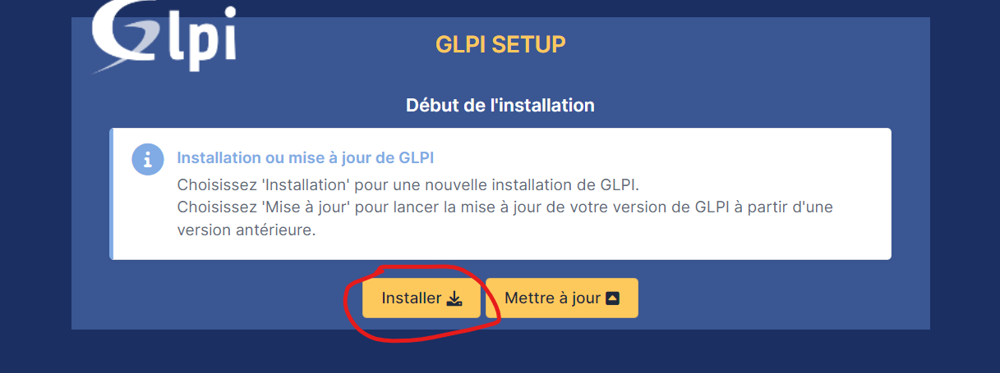 Glpi
GLPI SETUP
Début de l'installation
Installation ou mise à jour de GLPI
Choisissez 'Installation' pour une nouvelle installation de GLPI.
Choisissez 'Mise à jour' pour lancer la mise à jour de votre version de GLPI à partir d'une
version antérieure.
Installer Mettre à jour